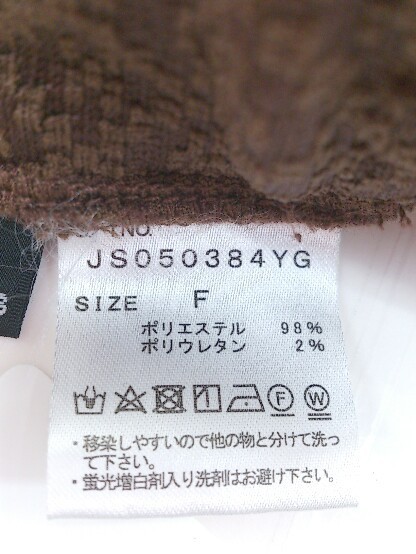 NO.
JS050384YG
SIZE F
ポリエステル 98%
ポリウレタン 2%
F W
・移染しやすいので他の物と分けて洗っ
て下さい。
・蛍光増白剤入り洗剤はお避け下さい。